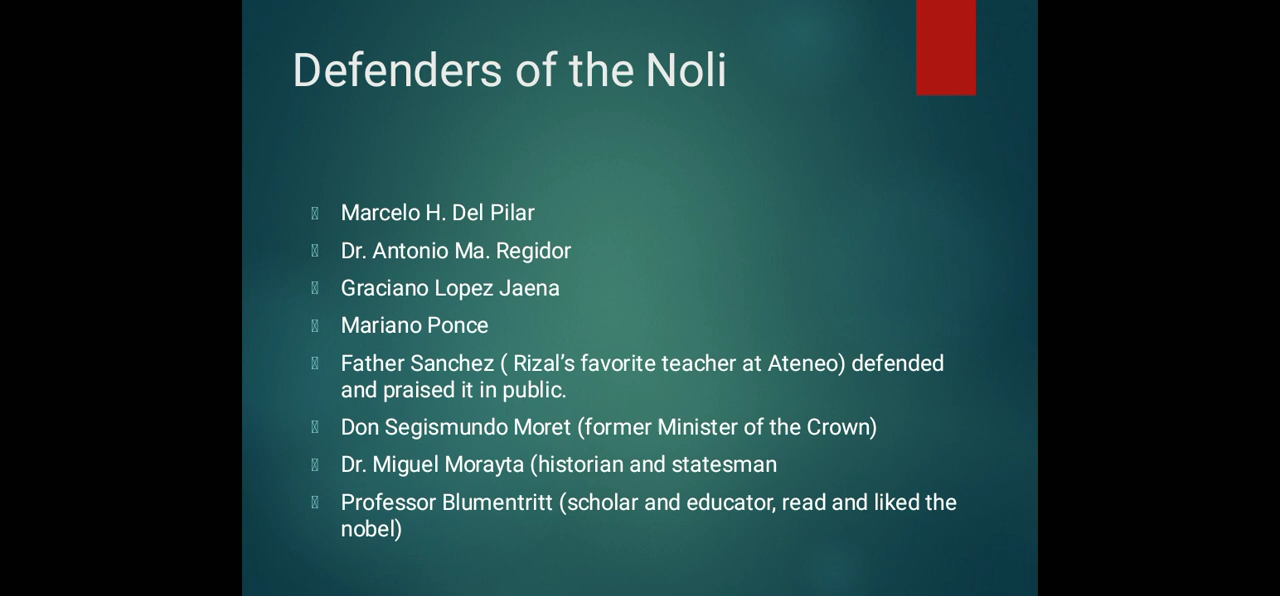 Defenders of the Noli
Marcelo H. Del Pilar
Dr. Antonio Ma. Regidor
Graciano Lopez Jaena
Mariano Ponce
Father Sanchez ( Rizal’s favorite teacher at Ateneo) defended
and praised it in public.
Don Segismundo Moret (former Minister of the Crown)
Dr. Miguel Morayta (historian and statesman
Professor Blumentritt (scholar and educator, read and liked the
nobel)